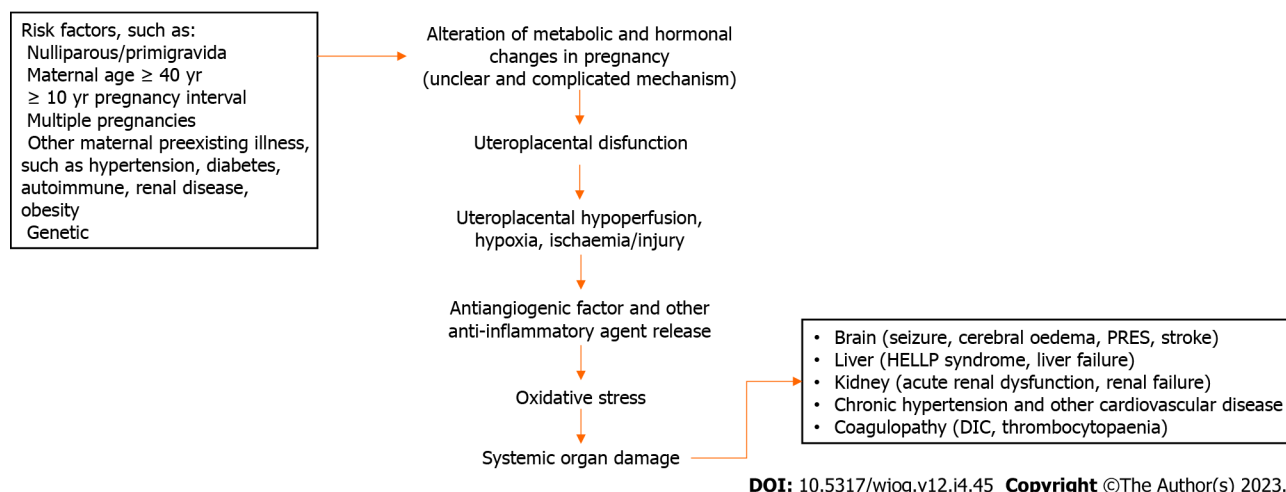 Risk factors, such as:
Nulliparous/primigravida
Maternal age ≥ 40 yr
≥ 10 yr pregnancy interval
Multiple pregnancies
Other maternal preexisting illness,
such as hypertension, diabetes,
autoimmune, renal disease,
obesity
Genetic
Alteration of metabolic and hormonal
changes in pregnancy
(unclear and complicated mechanism)
Uteroplacental disfunction
Uteroplacental hypoperfusion,
hypoxia, ischaemia/injury
Antiangiogenic factor and other
anti-inflammatory agent release
Oxidative stress
Systemic organ damage
• Brain (seizure, cerebral oedema, PRES, stroke)
• Liver (HELLP syndrome, liver failure)
• Kidney (acute renal dysfunction, renal failure)
• Chronic hypertension and other cardiovascular disease
• Coagulopathy (DIC, thrombocytopaenia)
DOI: 10.5317/wjog.v12.i4.45 Copyright ©The Author(s) 2023.